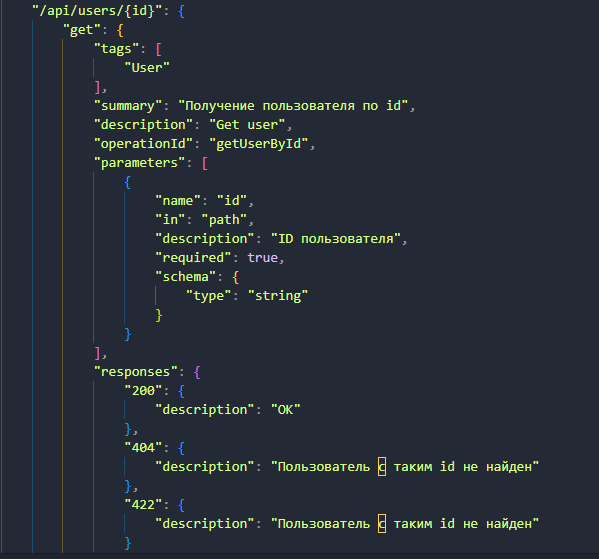 "/api/users/{id}": {
"get": {
"tags": [
"User"
],
"summary": "Получение пользователя по id",
"description": "Get user",
"operationId": "getUserById",
"parameters": [
{
"name": "id",
"in": "path",
"description": "ID пользователя",
"required": true,
"schema": {
"type": "string"
}
}
],
"responses": {
"200": {
"description": "OK"
},
"404": {
"description": "Пользователь с таким id не найден"
},
"422": {
"description": "Пользователь с таким id не найден"
}